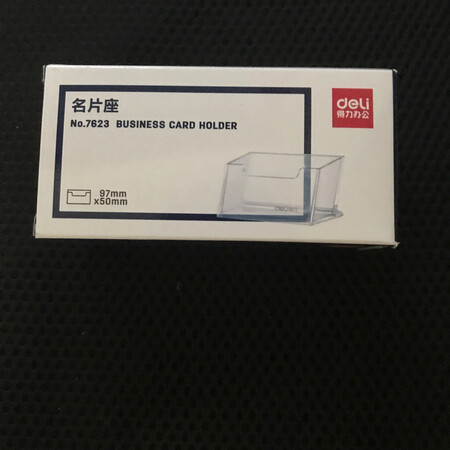 名片座
No.7623 BUSINESS CARD HOLDER
97mm
x50mm
deli
得力办公